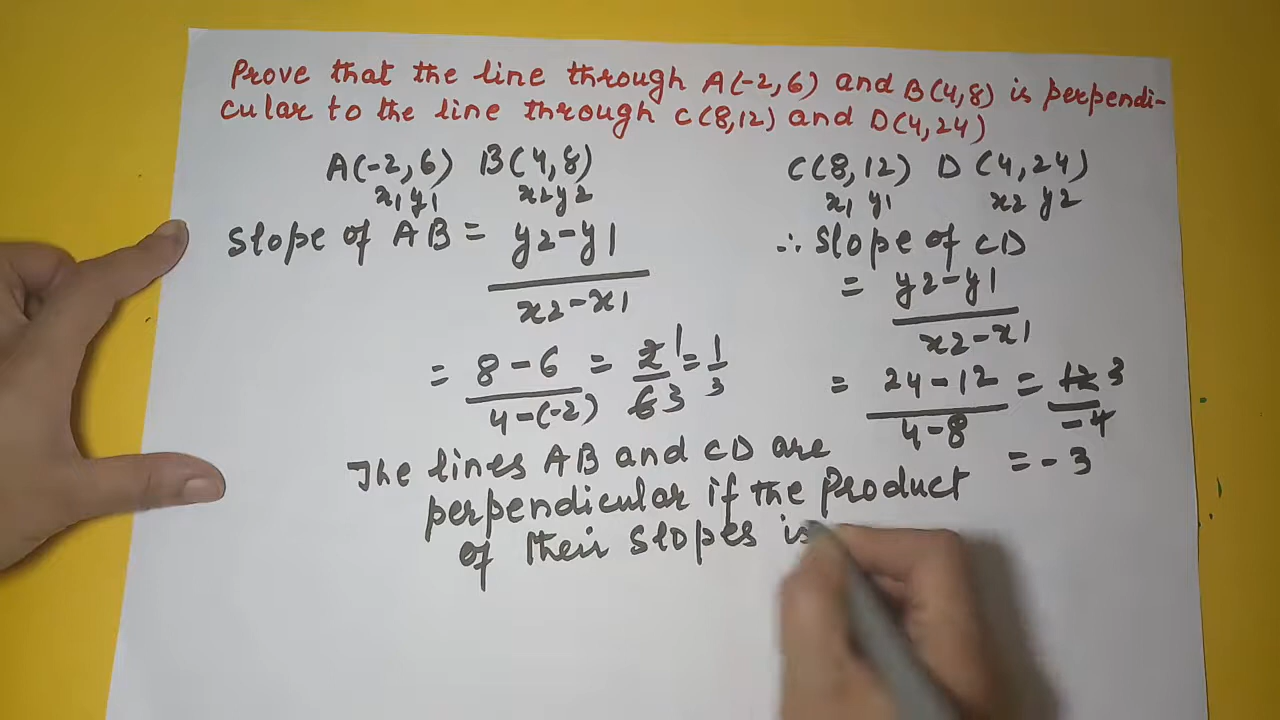 Prove that the line through A(-2,6) and B(4,8) is perpendi-
cular to the line through C(8,12) and D(4,24)
A(-2,6) B(4,8)
x1 y1 x2 y2
Slope of AB = y2-y1
x2-x1
= 8-6 = 2 1 = 1
4-(-2) 6 3 3
C(8,12) D(4,24)
x1 y1 x2 y2
∴ Slope of CD
= y2-y1
x2-x1
= 24-12 = 12 3
4-8 -4
= -3
The lines AB and CD are
perpendicular if the Product
of their slopes is